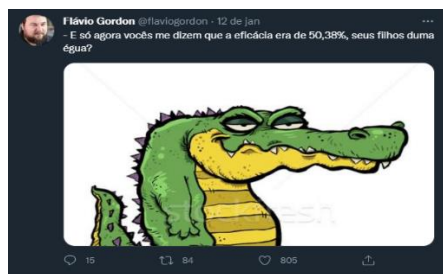 Flávio Gordon @flaviogordon · 12 de jan
- E só agora vocês me dizem que a eficácia era de 50,38%, seus filhos duma
égua?
15 84 805